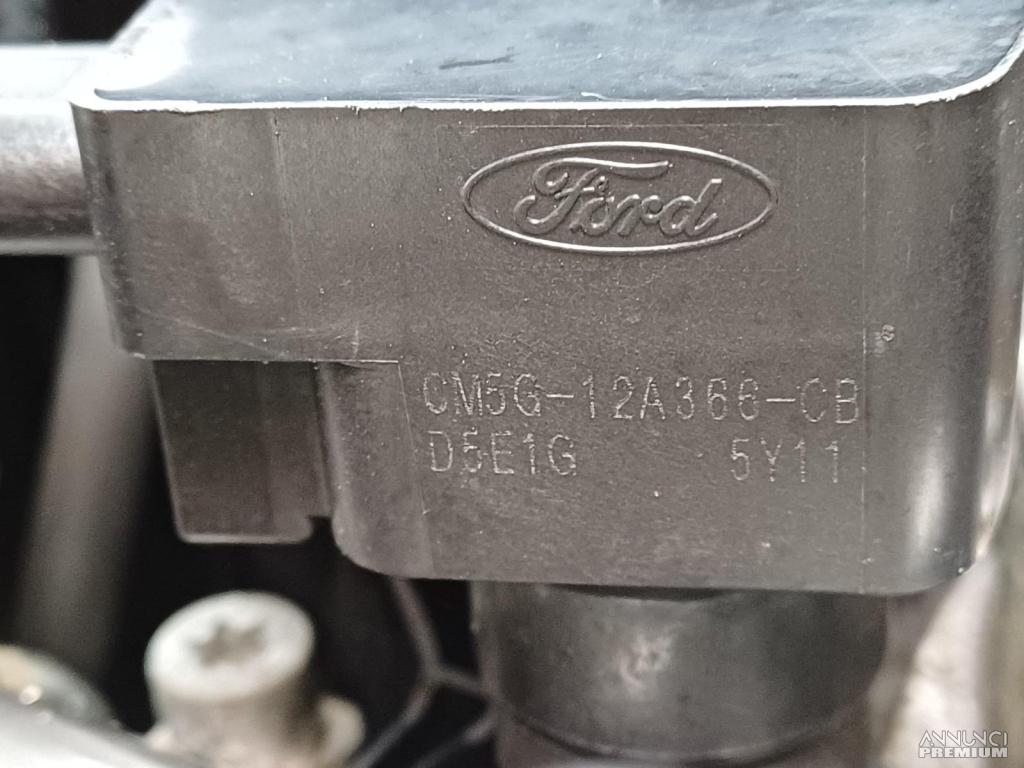 Ford
CM5G-12A366-CB
D5E1G 5Y11
ANNUNCI
PREMIUM